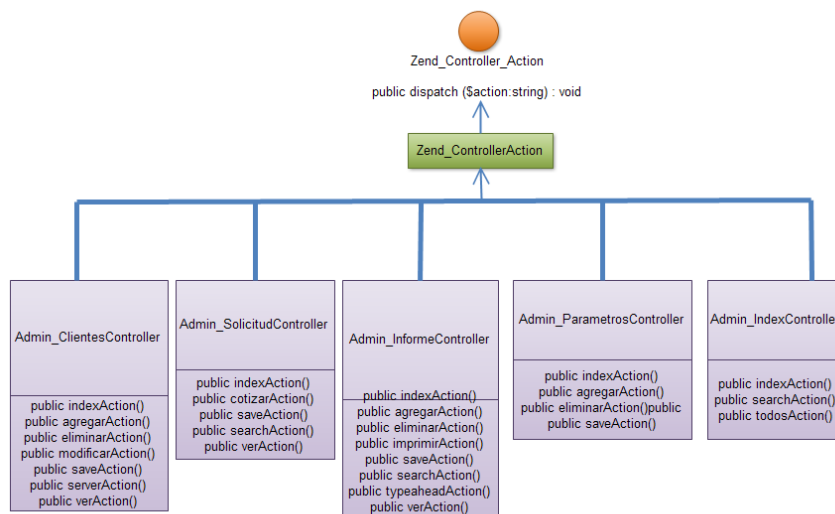 Zend_Controller_Action
public dispatch ($action:string) : void
Zend_ControllerAction
Admin_ClientesController
public indexAction()
public agregarAction()
public eliminarAction()
public modificarAction()
public saveAction()
public serverAction()
public verAction()
Admin_SolicitudController
public indexAction()
public cotizarAction()
public saveAction()
public searchAction()
public verAction()
Admin_InformeController
public indexAction()
public agregarAction()
public eliminarAction()
public imprimirAction()
public saveAction()
public searchAction()
public typeaheadAction()
public verAction()
Admin_ParametrosController
public indexAction()
public agregarAction()
public eliminarAction()public
public saveAction()
Admin_IndexController
public indexAction()
public searchAction()
public todosAction()